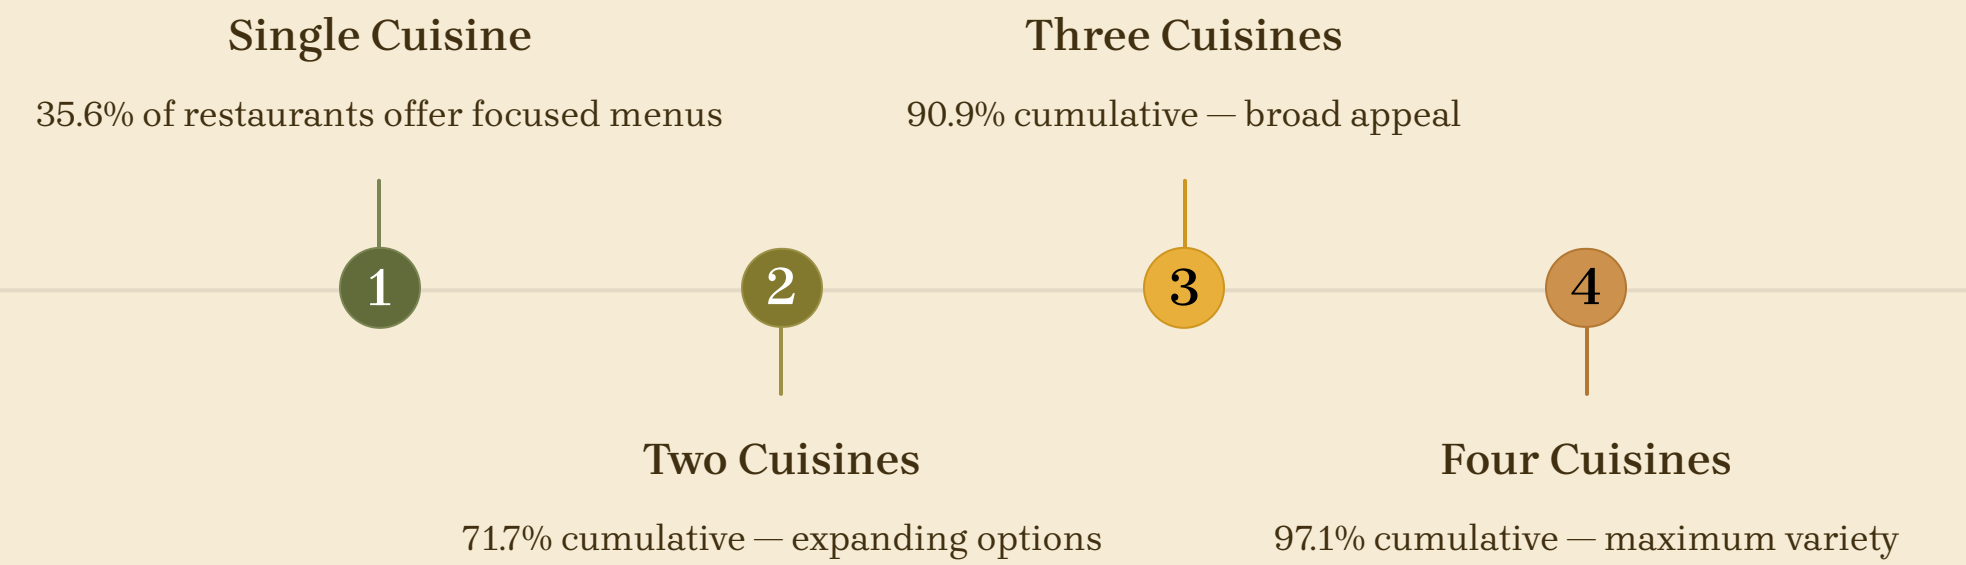 Single Cuisine
35.6% of restaurants offer focused menus
1
Two Cuisines
71.7% cumulative — expanding options
2
Three Cuisines
90.9% cumulative — broad appeal
3
Four Cuisines
97.1% cumulative — maximum variety
4